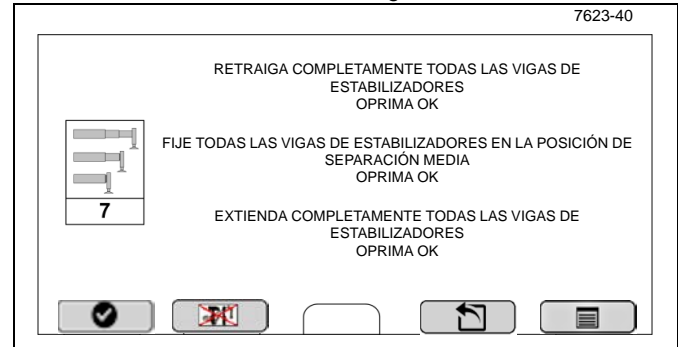 7623-40
RETRAIGA COMPLETAMENTE TODAS LAS VIGAS DE
ESTABILIZADORES
OPRIMA OK
FIJE TODAS LAS VIGAS DE ESTABILIZADORES EN LA POSICIÓN DE
SEPARACIÓN MEDIA
OPRIMA OK
7
EXTIENDA COMPLETAMENTE TODAS LAS VIGAS DE
ESTABILIZADORES
OPRIMA OK